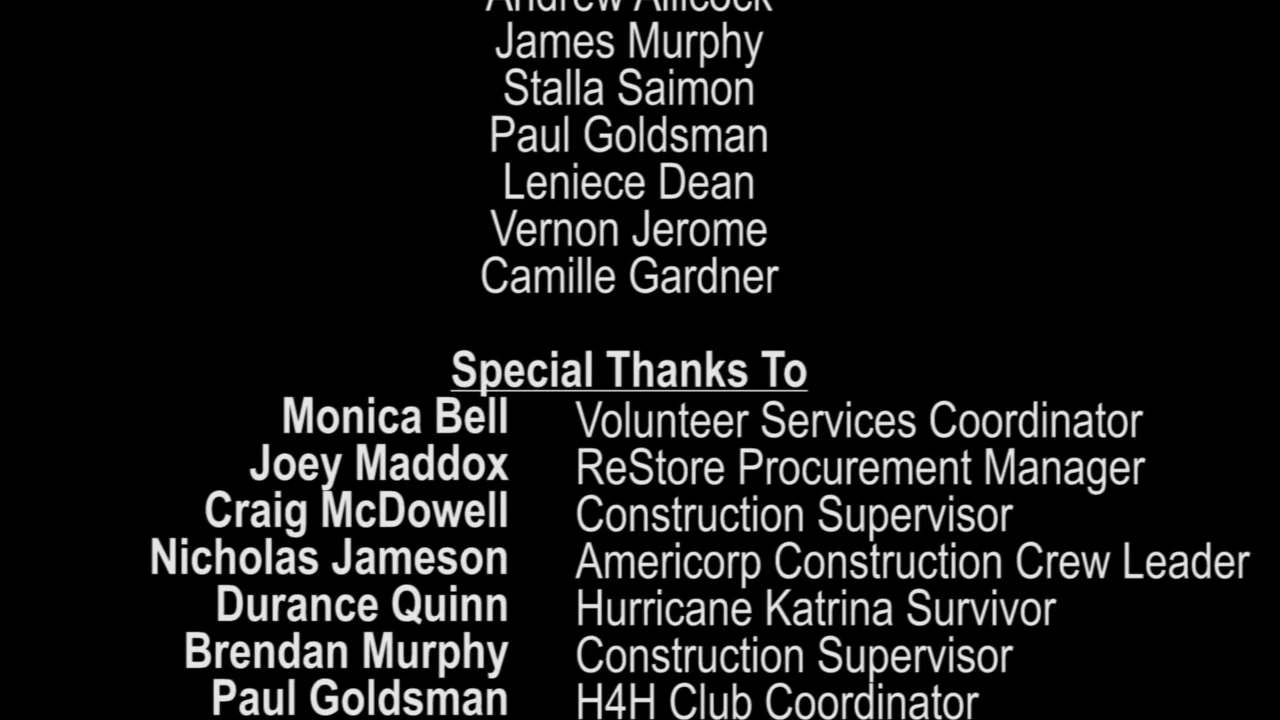 Andrew Allicock
James Murphy
Stalla Saimon
Paul Goldsman
Leniece Dean
Vernon Jerome
Camille Gardner
Special Thanks To
Monica Bell Volunteer Services Coordinator
Joey Maddox ReStore Procurement Manager
Craig McDowell Construction Supervisor
Nicholas Jameson Americorp Construction Crew Leader
Durance Quinn Hurricane Katrina Survivor
Brendan Murphy Construction Supervisor
Paul Goldsman H4H Club Coordinator